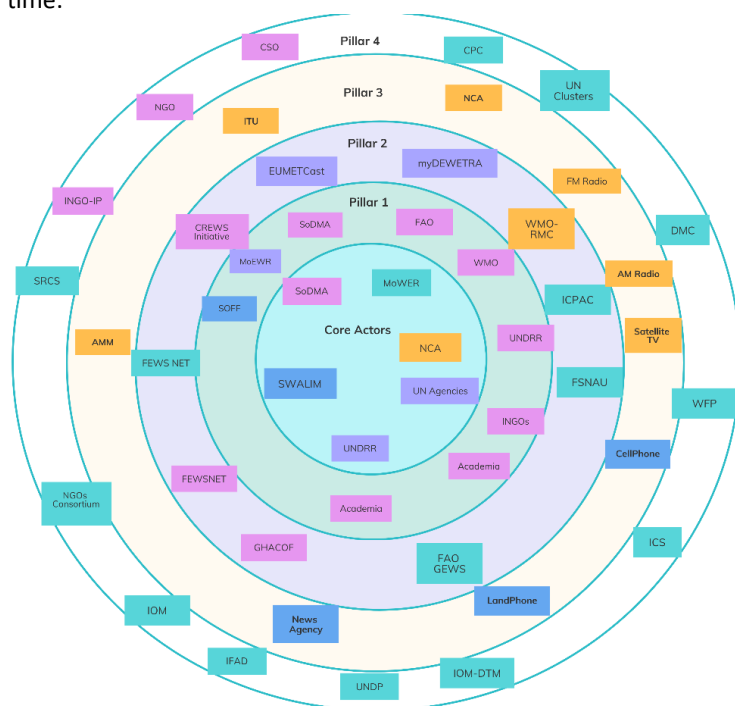 time.
CSO
Pillar 4
CPC
UN
Clusters
NGO
Pillar 3
NCA
ITU
Pillar 2
myDEWETRA
EUMETCast
FM Radio
INGO-IP
Pillar 1
CREWS
Initiative
SoDMA
FAO
WMO-
RMC
DMC
MoEWR
WMO
AM Radio
SRCS
SoDMA
MoWER
SOFF
ICPAC
Core Actors
Satellite
TV
AMM
NCA
UNDRR
FEWS NET
SWALIM
UN Agencies
FSNAU
WFP
INGOs
UNDRR
CellPhone
Academia
FEWSNET
NGOs
Consortium
Academia
GHACOF
ICS
FAO
GEWS
LandPhone
IOM
News
Agency
IFAD
IOM-DTM
UNDP